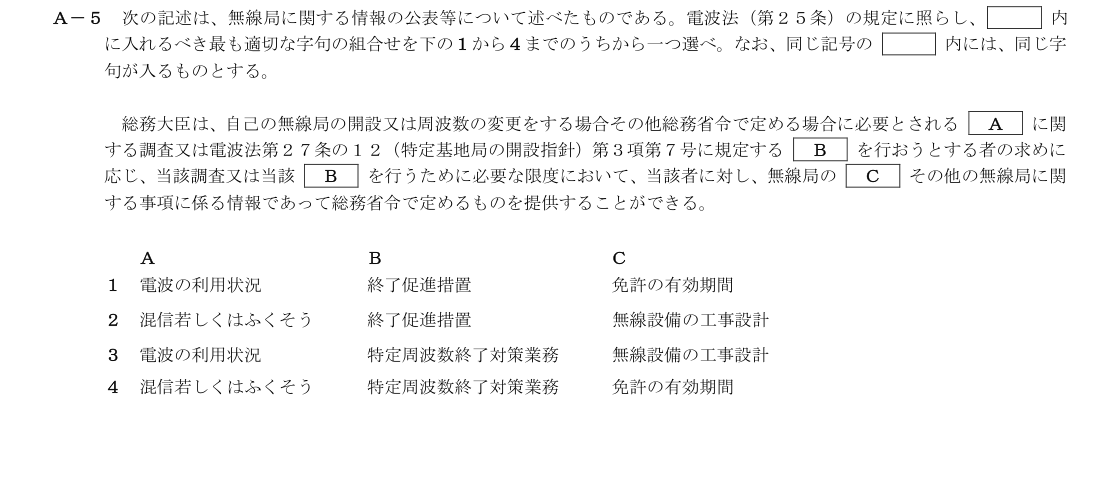 A－5　次の記述は、無線局に関する情報の公表等について述べたものである。電波法（第２５条）の規定に照らし、　　　内
に入れるべき最も適切な字句の組合せを下の1から4までのうちから一つ選べ。なお、同じ記号の　　　内には、同じ字
句が入るものとする。
総務大臣は、自己の無線局の開設又は周波数の変更をする場合その他総務省令で定める場合に必要とされる　A　に関
する調査又は電波法第２７条の１２（特定基地局の開設指針）第３項第７号に規定する　B　を行おうとする者の求めに
応じ、当該調査又は当該　B　を行うために必要な限度において、当該者に対し、無線局の　C　その他の無線局に関
する事項に係る情報であって総務省令で定めるものを提供することができる。
A　B　C
1　電波の利用状況　終了促進措置　免許の有効期間
2　混信若しくはふくそう　終了促進措置　無線設備の工事設計
3　電波の利用状況　特定周波数終了対策業務　無線設備の工事設計
4　混信若しくはふくそう　特定周波数終了対策業務　免許の有効期間